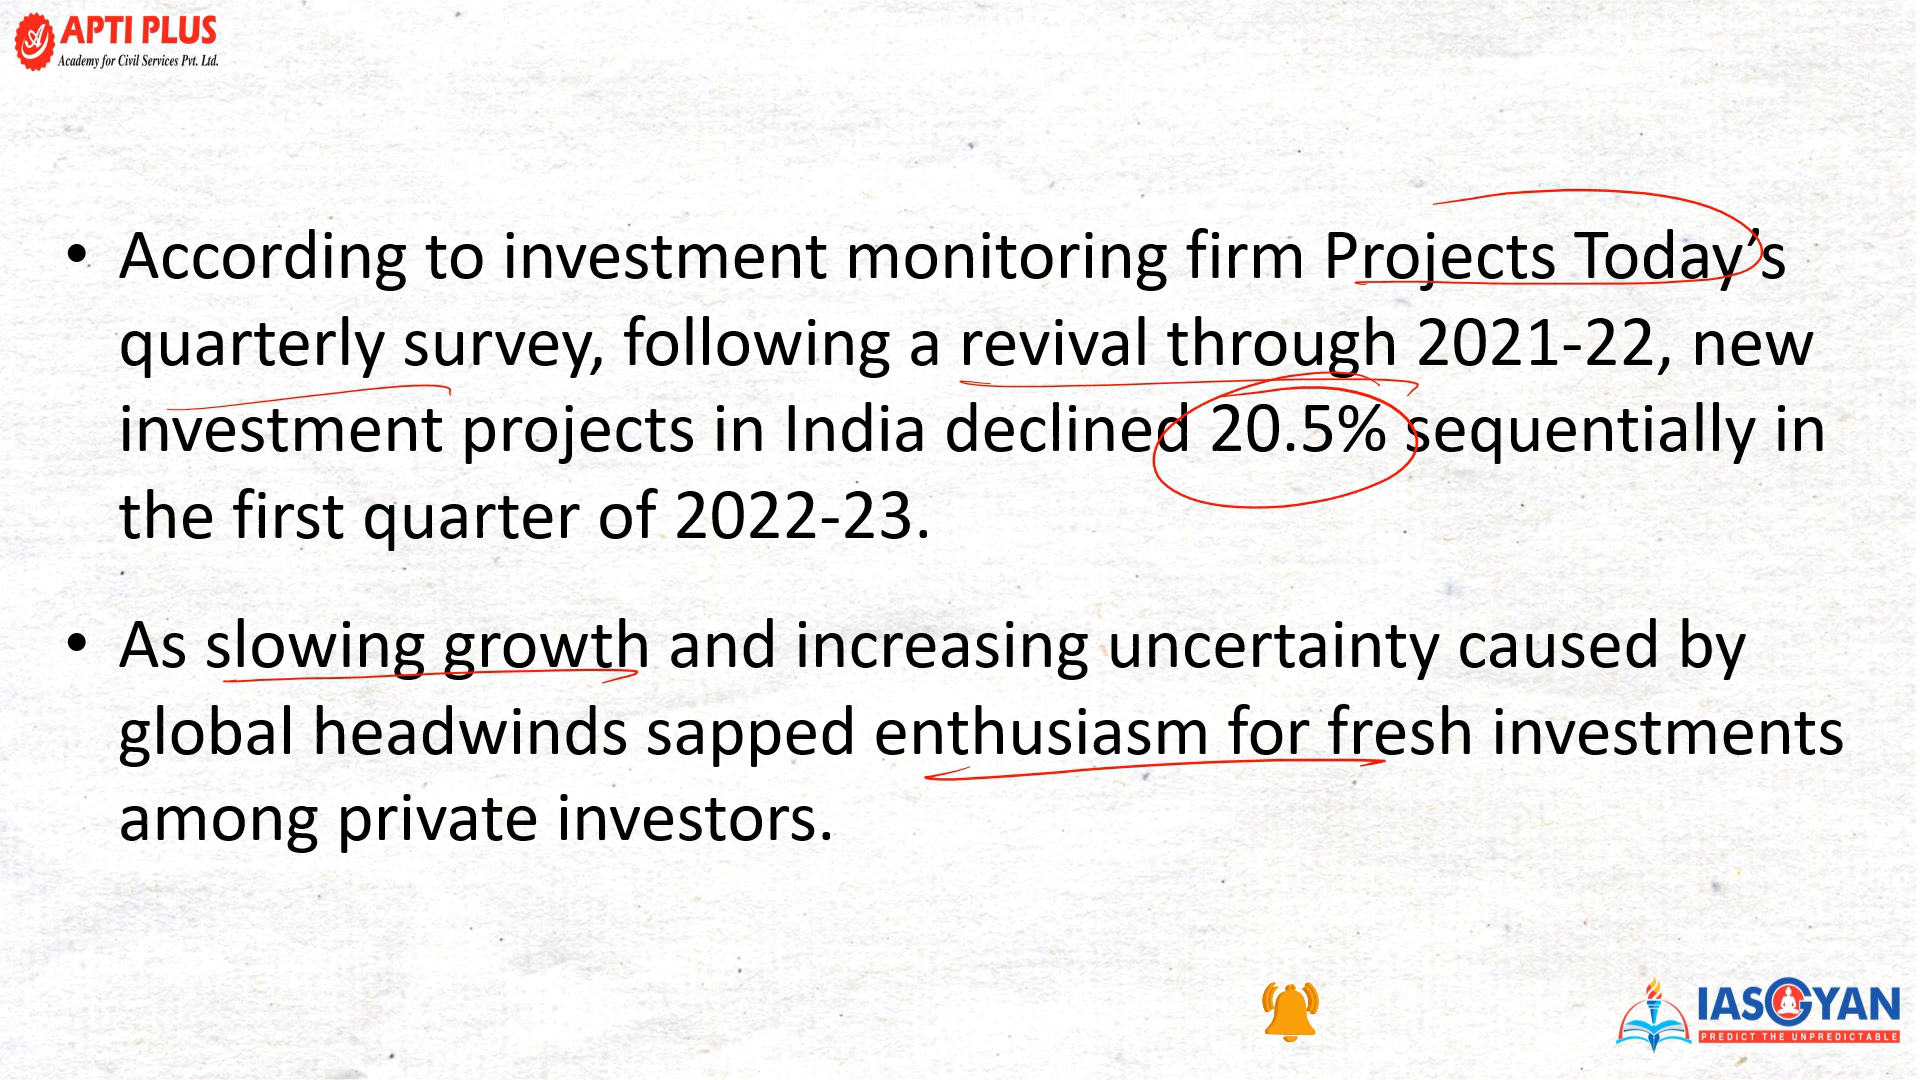 APTI PLUS
Academy for Civil Services Pvt. Ltd.
• According to investment monitoring firm Projects Today’s
quarterly survey, following a revival through 2021-22, new
investment projects in India declined 20.5% sequentially in
the first quarter of 2022-23.
• As slowing growth and increasing uncertainty caused by
global headwinds sapped enthusiasm for fresh investments
among private investors.
IASGYAN
PREDICT THE UNPREDICTABLE